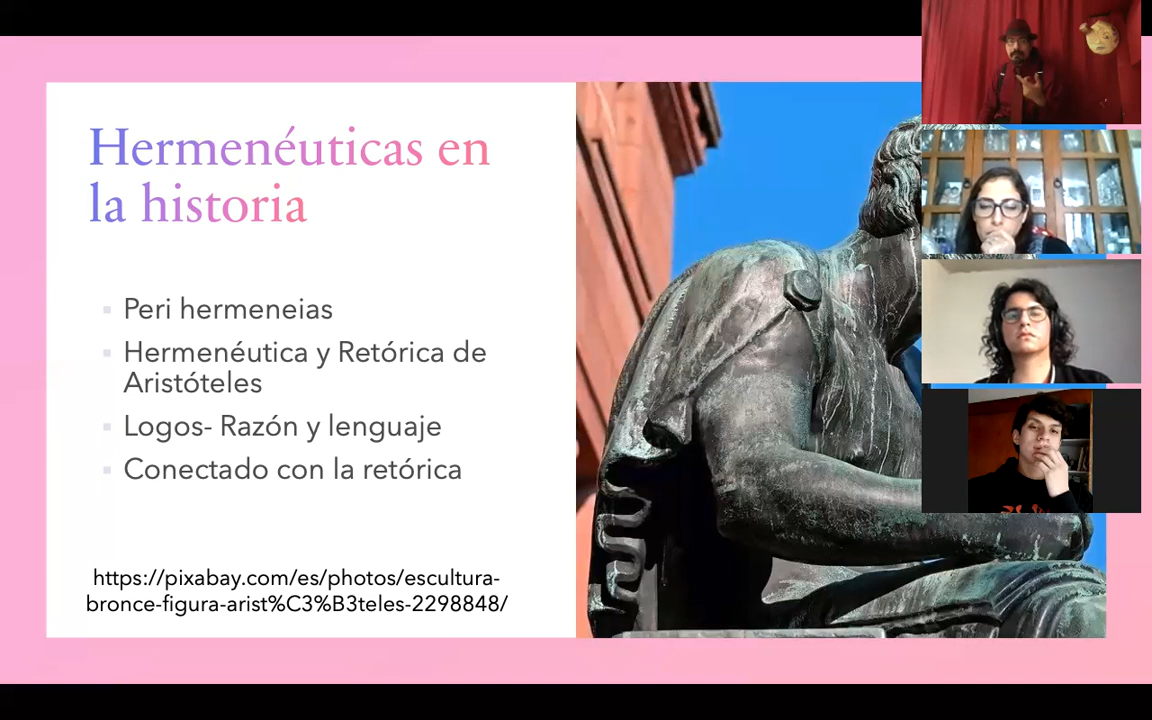 Hermenéuticas en
la historia
Peri hermeneias
Hermenéutica y Retórica de
Aristóteles
Logos- Razón y lenguaje
Conectado con la retórica
https://pixabay.com/es/photos/escultura-
bronce-figura-arist%C3%B3teles-2298848/